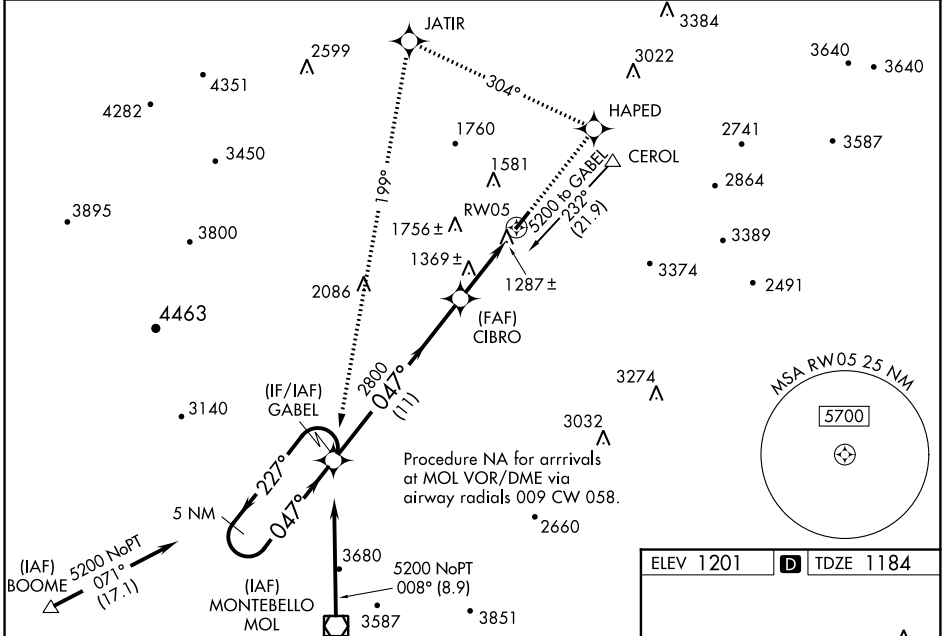 3384
JATIR
2599
3022
3640
3640
4351
4282
304°
HAPED
1760
2741
3587
3450
CEROL
1581
199°
2864
5200 to GABEL
232°
(21.9)
RW05
3895
1756 ±
3800
3389
1369 ±
3374
1287 ±
2491
2086
4463
(FAF)
CIBRO
MSA RW05 25 NM
5700
2800
047°
(11)
(IF/IAF)
GABEL
3274
3140
3032
Procedure NA for arrrivals
at MOL VOR/DME via
airway radials 009 CW 058.
227°
047°
5 NM
2660
(IAF)
BOOME
5200 NoPT
071°
(17.1)
3680
5200 NoPT
008° (8.9)
(IAF)
MONTEBELLO
MOL
3587
3851
ELEV 1201 D TDZE 1184